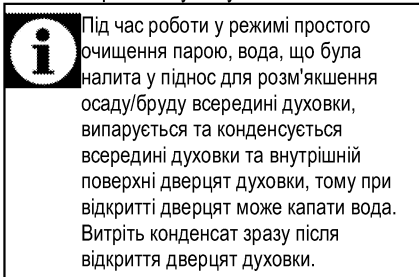 Під час роботи у режимі простого
очищення парою, вода, що була
налита у піднос для розм'якшення
осаду/бруду всередині духовки,
випарується та конденсується
всередині духовки та внутрішній
поверхні дверцят духовки, тому при
відкритті дверцят може капати вода.
Витріть конденсат зразу після
відкриття дверцят духовки.